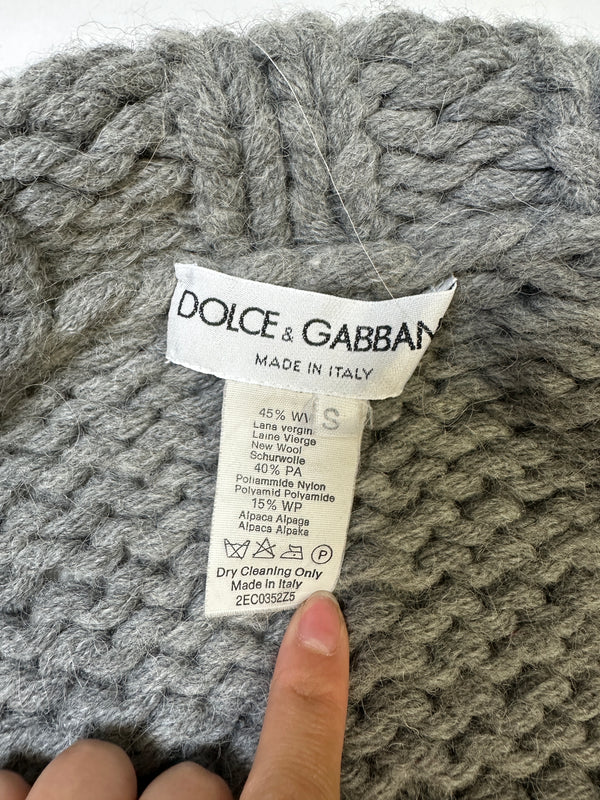 DOLCE & GABBAN
MADE IN ITALY
S
45% WV
Lana vergin
Laine Vierge
New Wool
Schurwolle
40% PA
Poliammide Nylon
Polyamid Polyamide
15% WP
Alpaca Alpaga
Alpaca Alpaka
P
Dry Cleaning Only
Made in Italy
2EC0352Z5